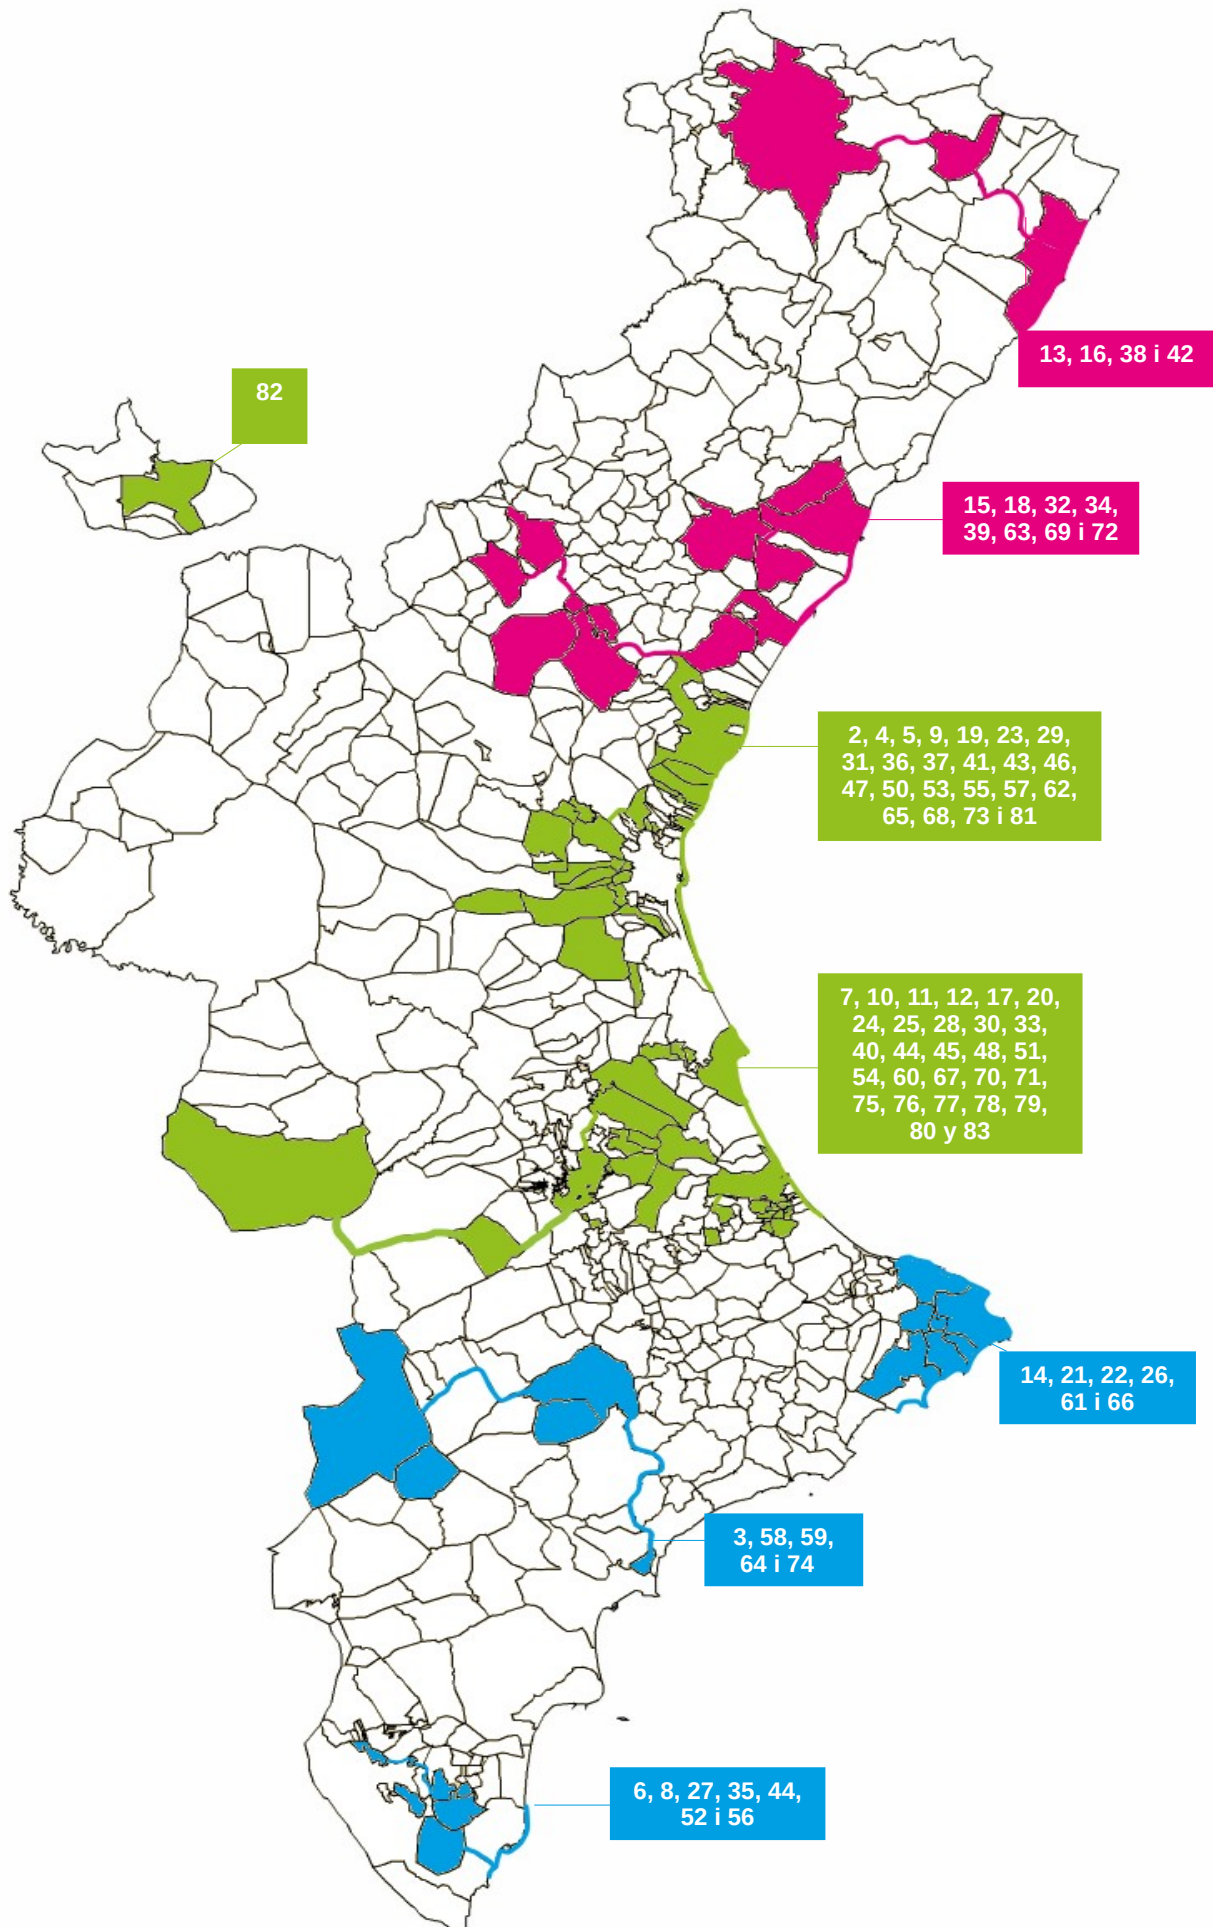 13, 16, 38 i 42
82
15, 18, 32, 34,
39, 63, 69 i 72
2, 4, 5, 9, 19, 23, 29,
31, 36, 37, 41, 43, 46,
47, 50, 53, 55, 57, 62,
65, 68, 73 i 81
7, 10, 11, 12, 17, 20,
24, 25, 28, 30, 33,
40, 44, 45, 48, 51,
54, 60, 67, 70, 71,
75, 76, 77, 78, 79,
80 y 83
14, 21, 22, 26,
61 i 66
3, 58, 59,
64 i 74
6, 8, 27, 35, 44,
52 i 56